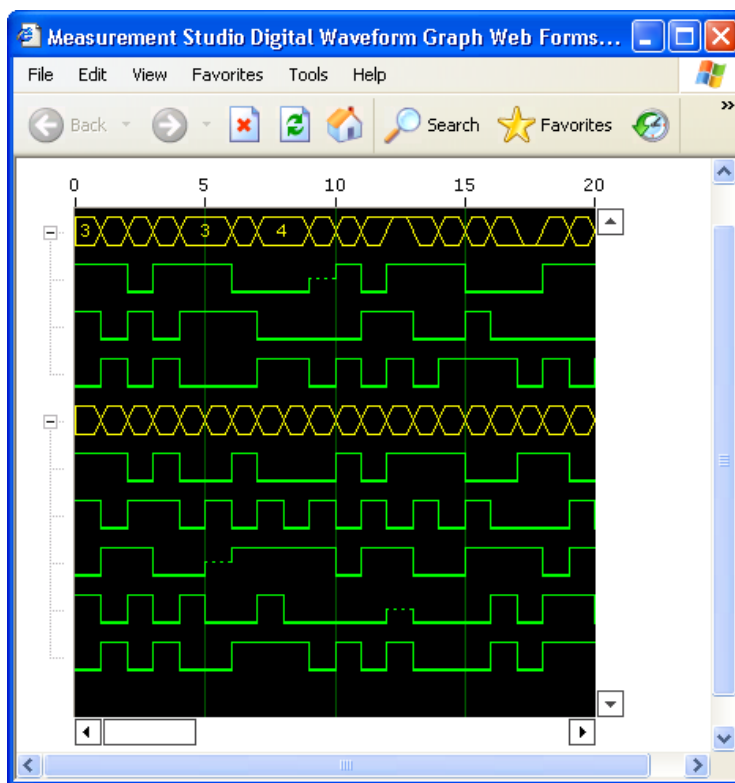 Measurement Studio Digital Waveform Graph Web Forms...
File Edit View Favorites Tools Help
Back Search Favorites »
0 5 10 15 20
3 3 4